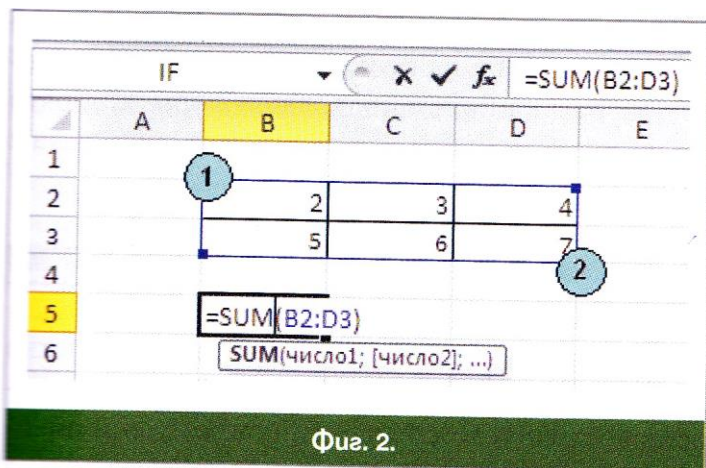 IF fx =SUM(B2:D3)
A B C D E
1
1
2 2 3 4
3 5 6 7
2
4
5 =SUM(B2:D3)
6 SUM(число1; [число2]; ...)
Фиг. 2.